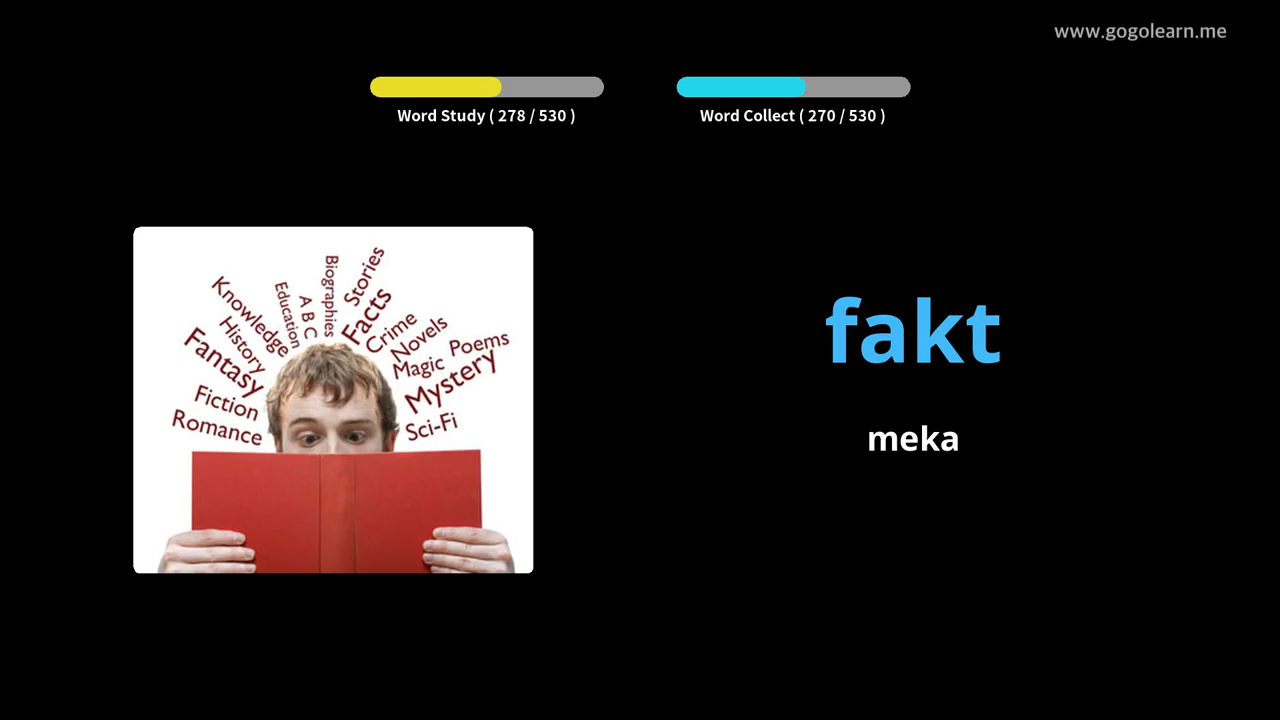 www.gogolearn.me
Word Study ( 278 / 530 )
Word Collect ( 270 / 530 )
Knowledge
Education
A B C
Biographies
Stories
Facts
Crime
Novels
Poems
Magic
Mystery
Sci-Fi
History
Fantasy
Fiction
Romance
fakt
meka